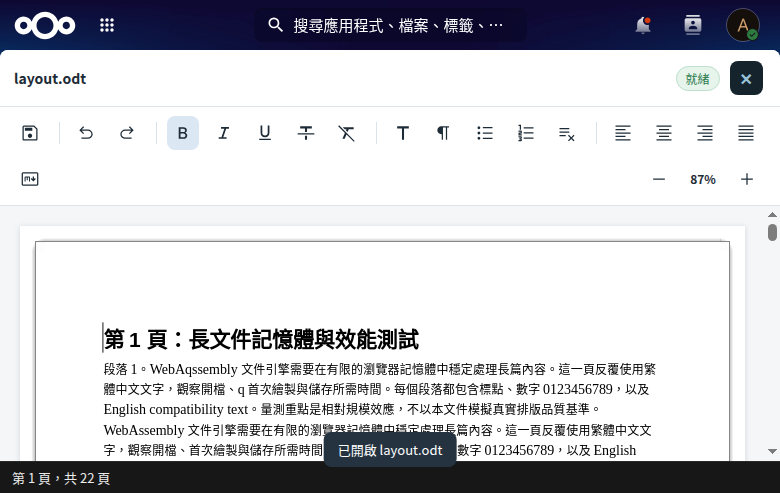 搜尋應用程式、檔案、標籤、…
A
layout.odt
就緒
B I U T
87%
第 1 頁：長文件記憶體與效能測試
段落 1。WebAqssembly 文件引擎需要在有限的瀏覽器記憶體中穩定處理長篇內容。這一頁反覆使用繁
體中文文字，觀察開檔、q 首次繪製與儲存所需時間。每個段落都包含標點、數字 0123456789，以及
English compatibility text。量測重點是相對規模效應，不以本文件模擬真實排版品質基準。
WebAssembly 文件引擎需要在有限的瀏覽器記憶體中穩定處理長篇內容。這一頁反覆使用繁體中文文
字，觀察開檔、首次繪製與儲存所需時間 數字 0123456789，以及 English
已開啟 layout.odt
第 1 頁，共 22 頁